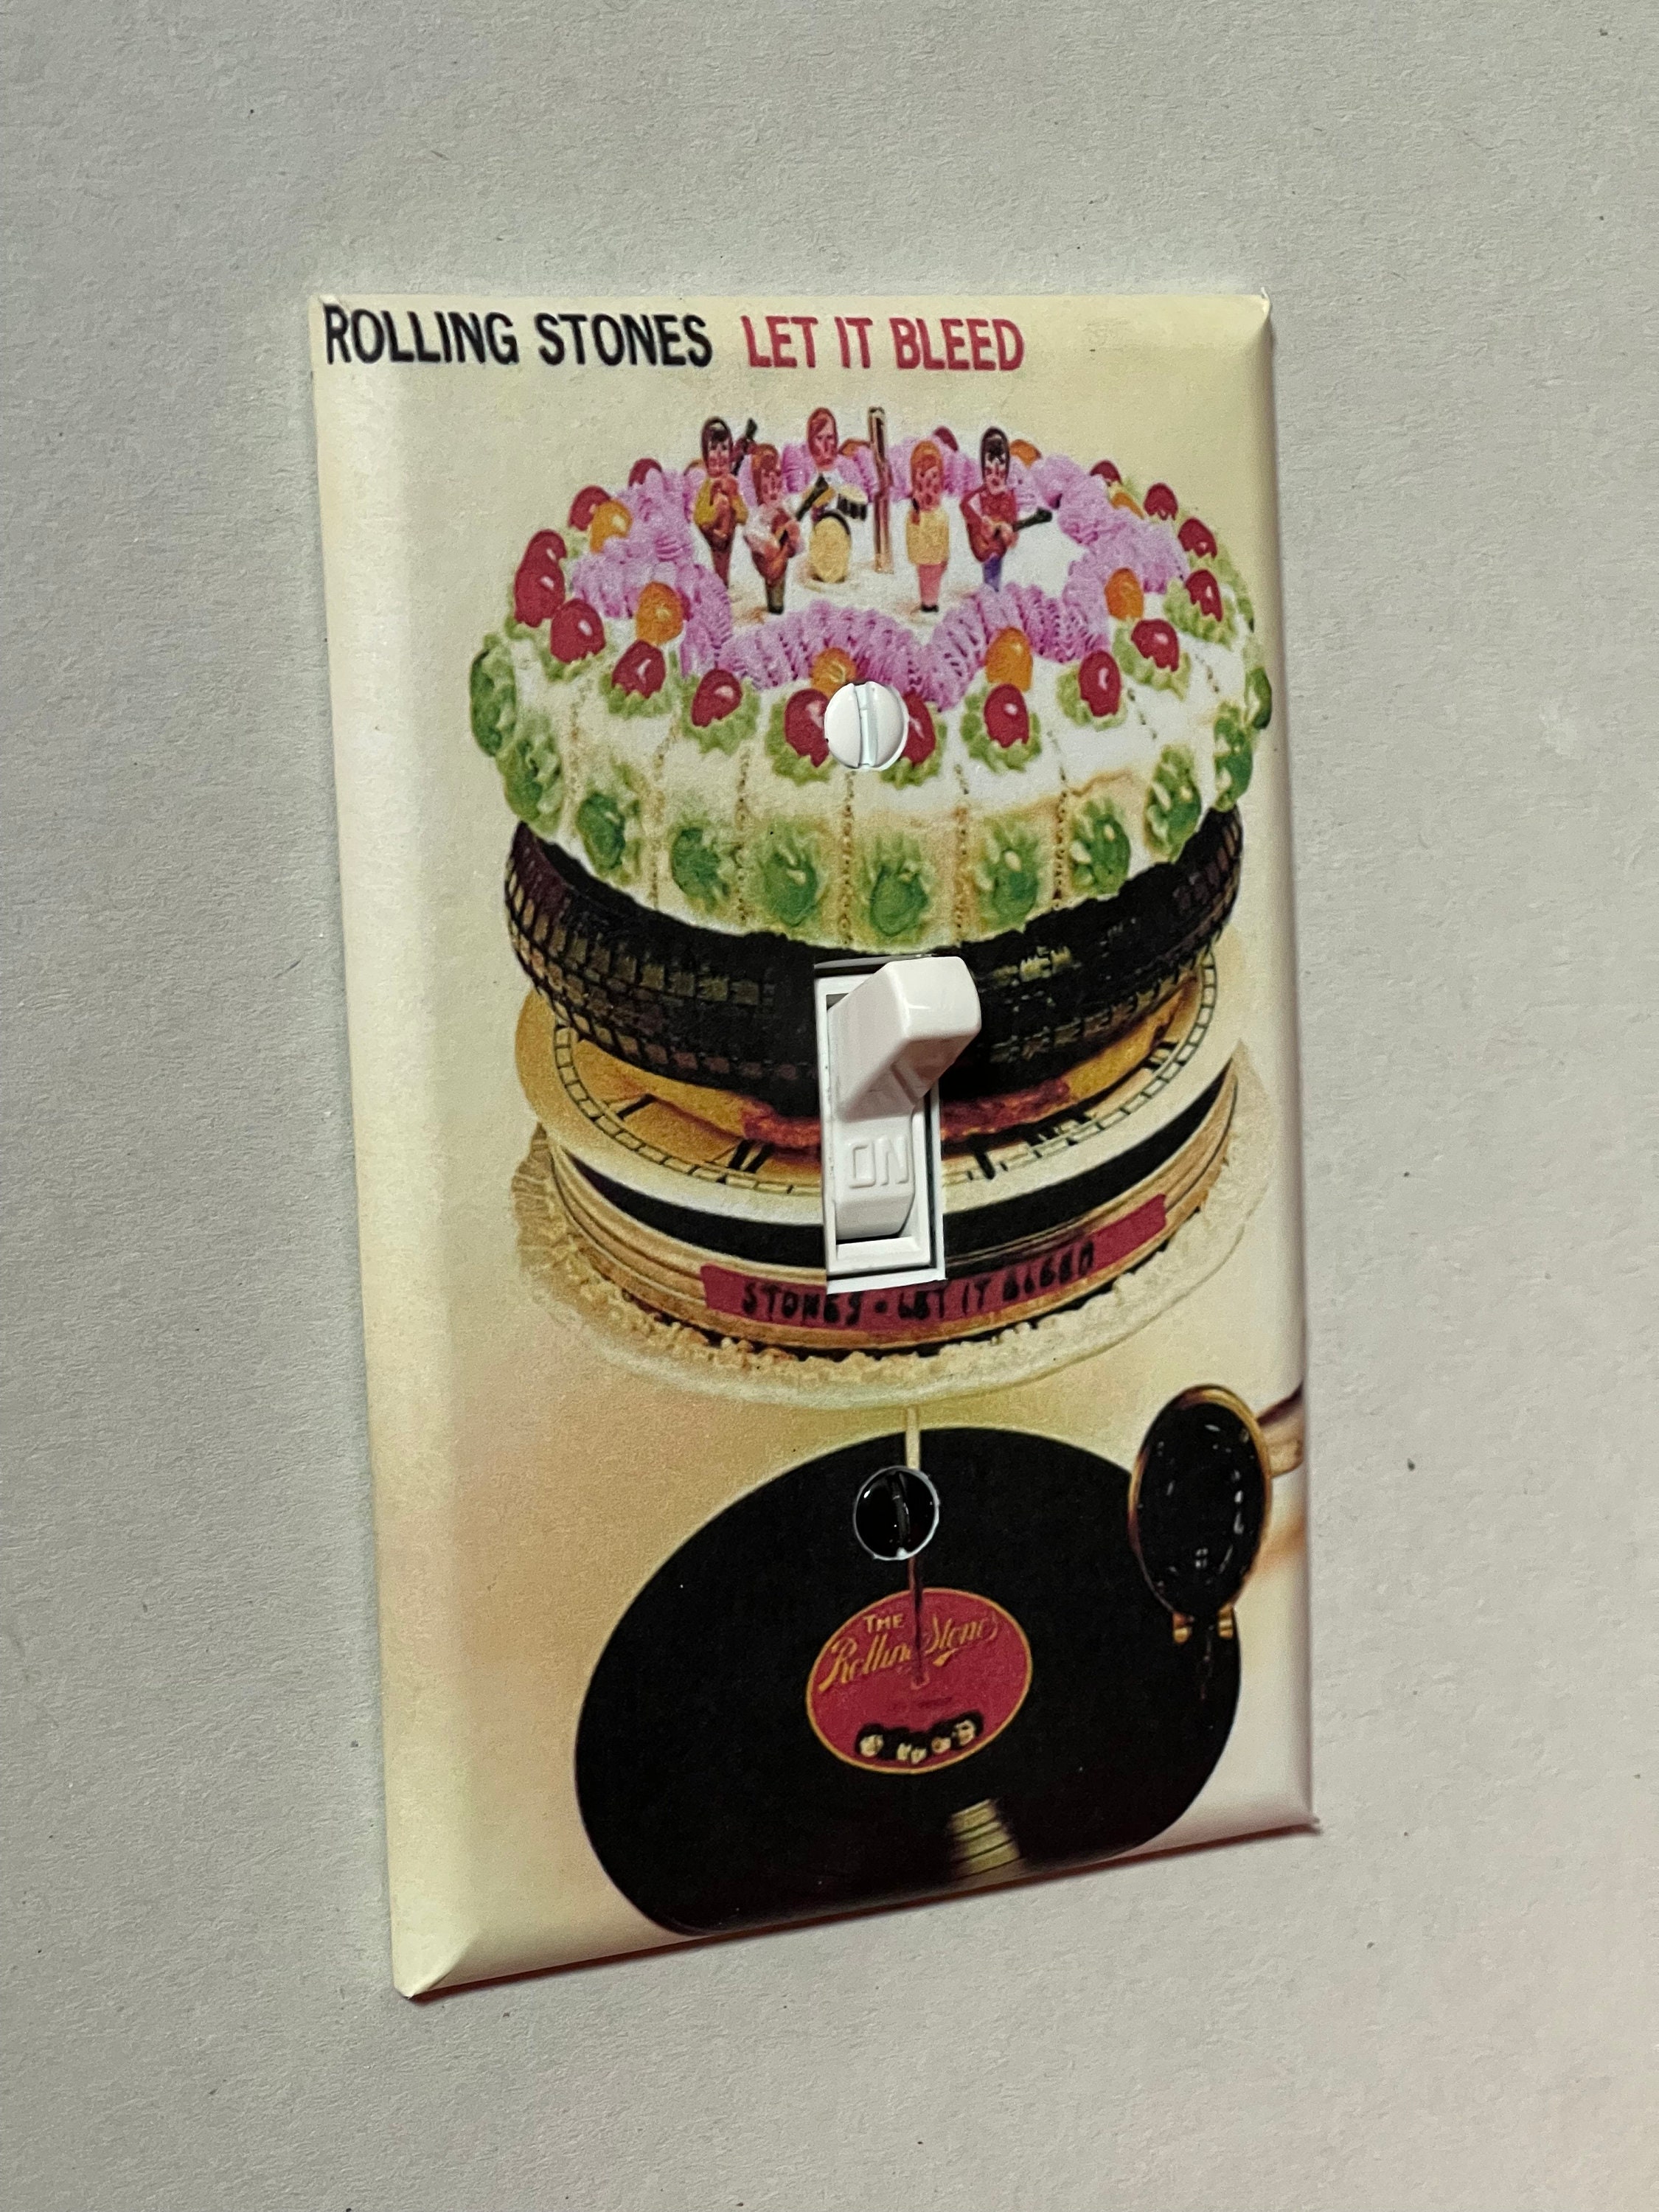 ROLLING STONES LET IT BLEED
ON
STONES - LET IT BLEED
THE
Rolling Stones